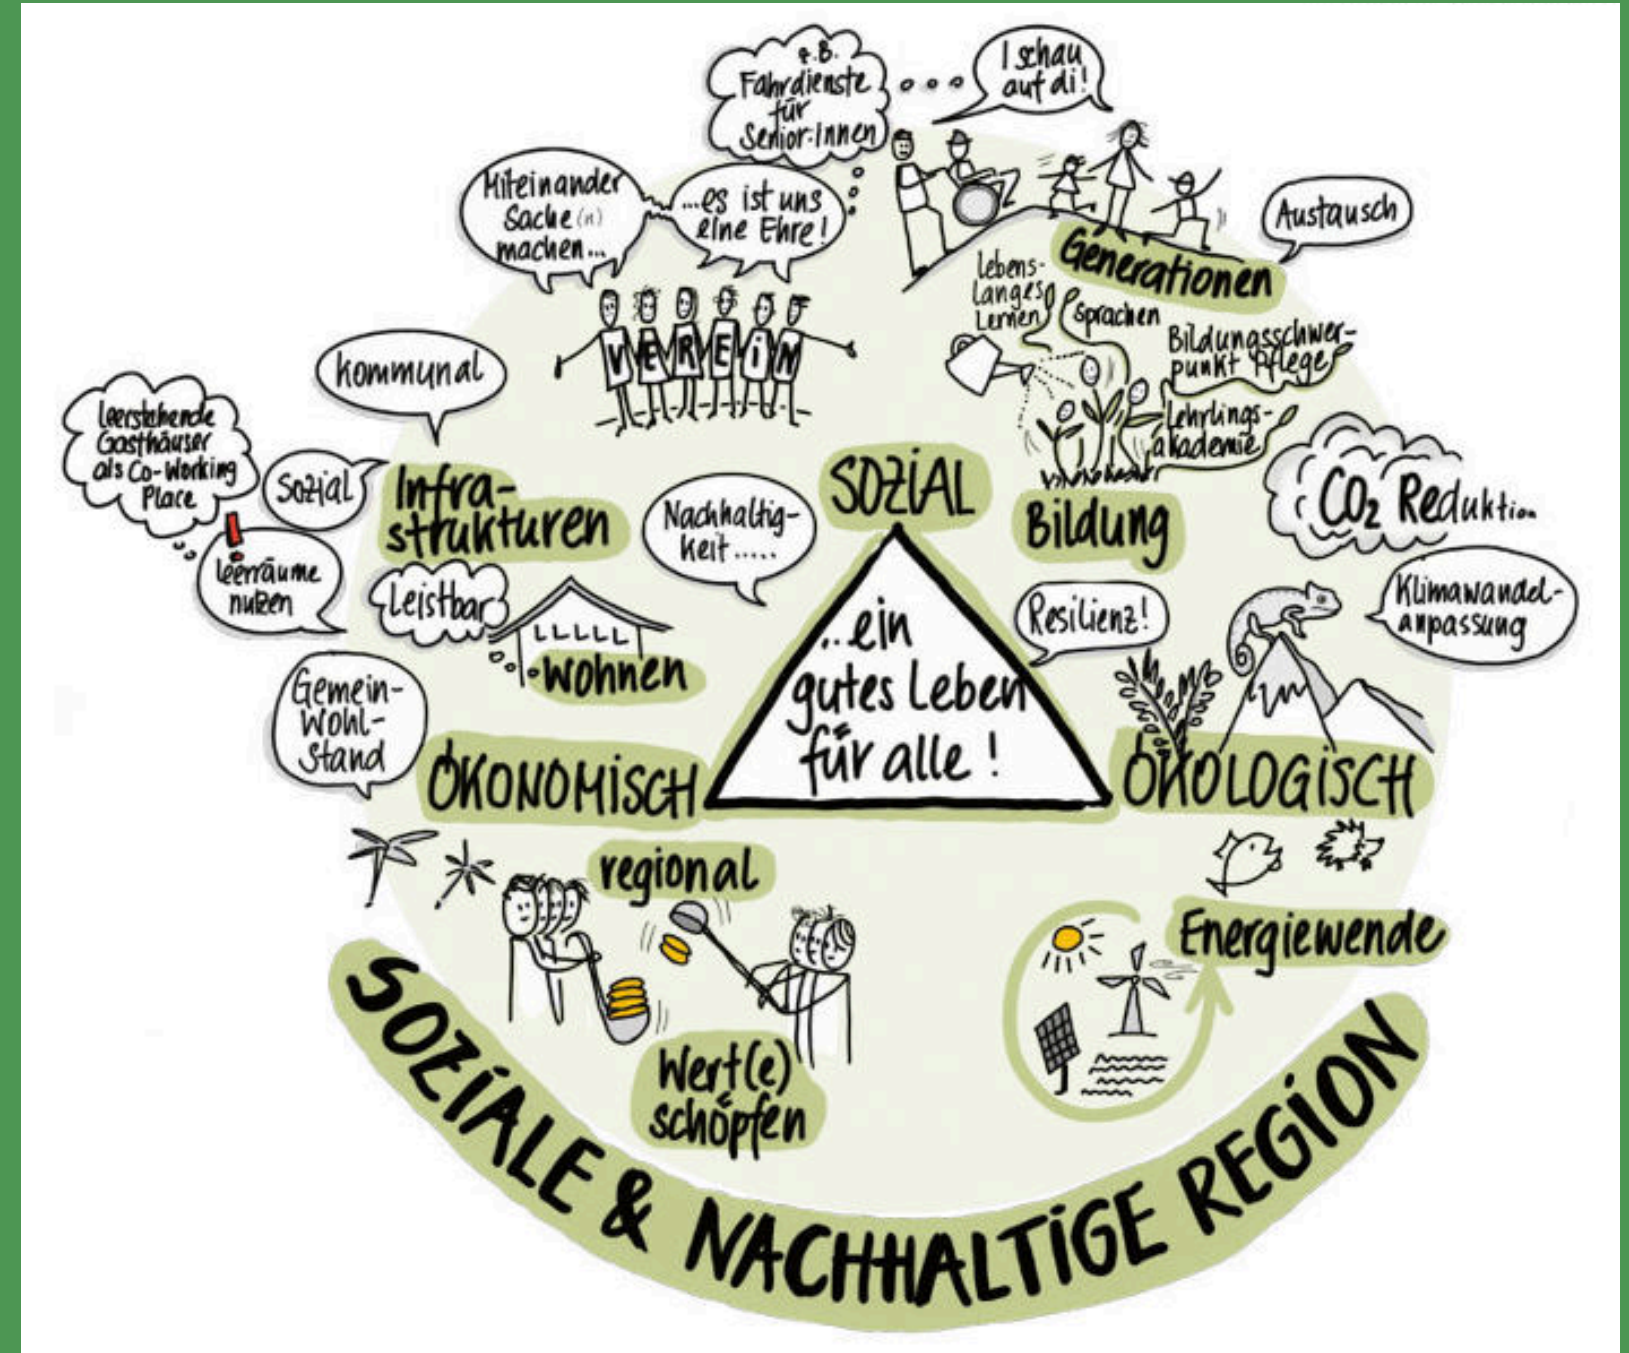 z.B.
Fahrdienste
für
Senior:innen
I schau
auf di!
Miteinander
Sache(n)
machen...
...es ist uns
eine Ehre!
Austausch
Generationen
Lebens-
langes
Lernen
Sprachen
Bildungsschwer-
punkt Pflege
Lehrlings-
akademie
VEREiN
kommunal
Leerstehende
Gasthäuser
als Co-Working
Place
Sozial
Infra-
strukturen
!
Leerräume
nutzen
Nachhaltig-
keit.....
SOZiAL
Bildung
CO2 Reduktion
Klimawandel-
anpassung
Leistbar
LLLLL
Wohnen
Resilienz!
...ein
gutes Leben
für alle!
Gemein-
Wohl-
stand
ÖKONOMiSCH
ÖKOLOGiSCH
regional
Energiewende
Wert(e)
schöpfen
SOZiALE & NACHHALTiGE REGiON